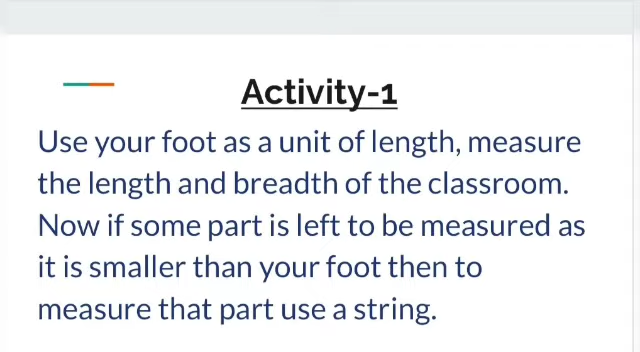 Activity-1
Use your foot as a unit of length, measure
the length and breadth of the classroom.
Now if some part is left to be measured as
it is smaller than your foot then to
measure that part use a string.